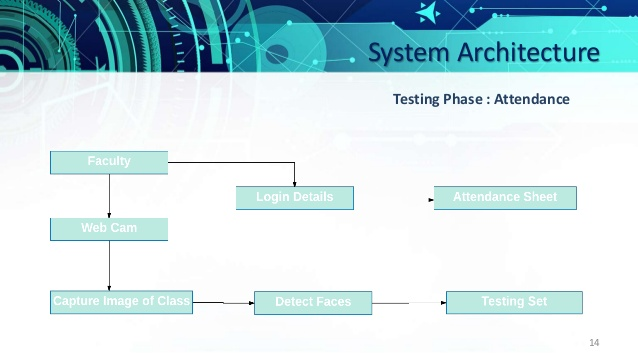 System Architecture
Testing Phase : Attendance
Faculty
Login Details
Attendance Sheet
Web Cam
Capture Image of Class
Detect Faces
Testing Set
14